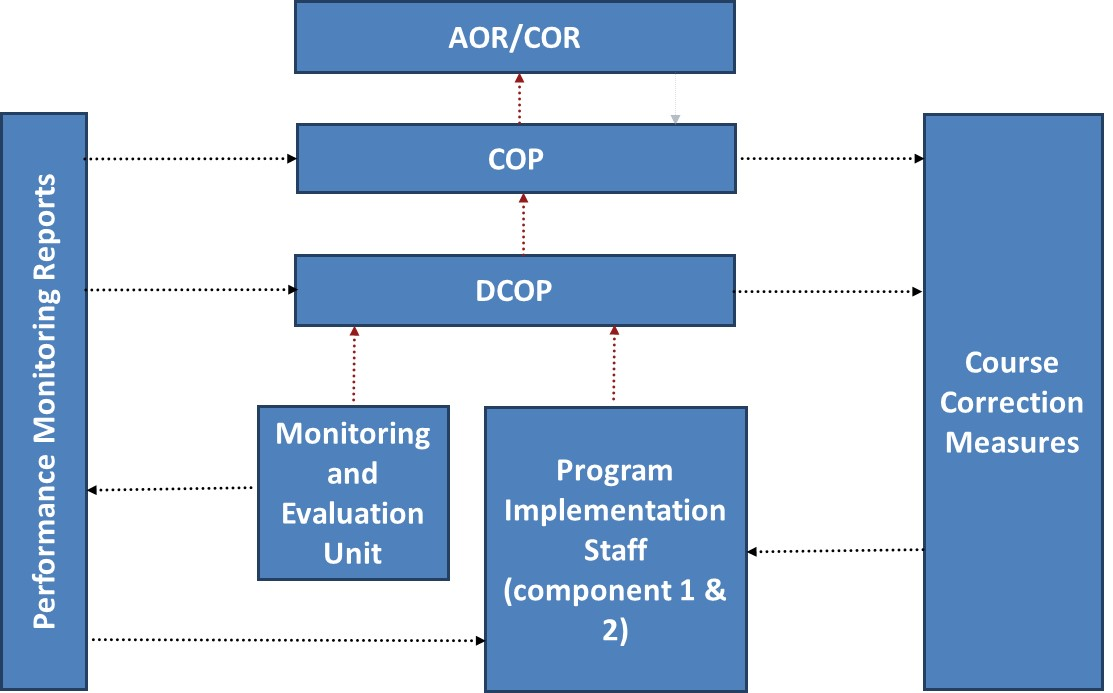 AOR/COR
COP
DCOP
Performance Monitoring Reports
Monitoring
and
Evaluation
Unit
Program
Implementation
Staff
(component 1 &
2)
Course
Correction
Measures